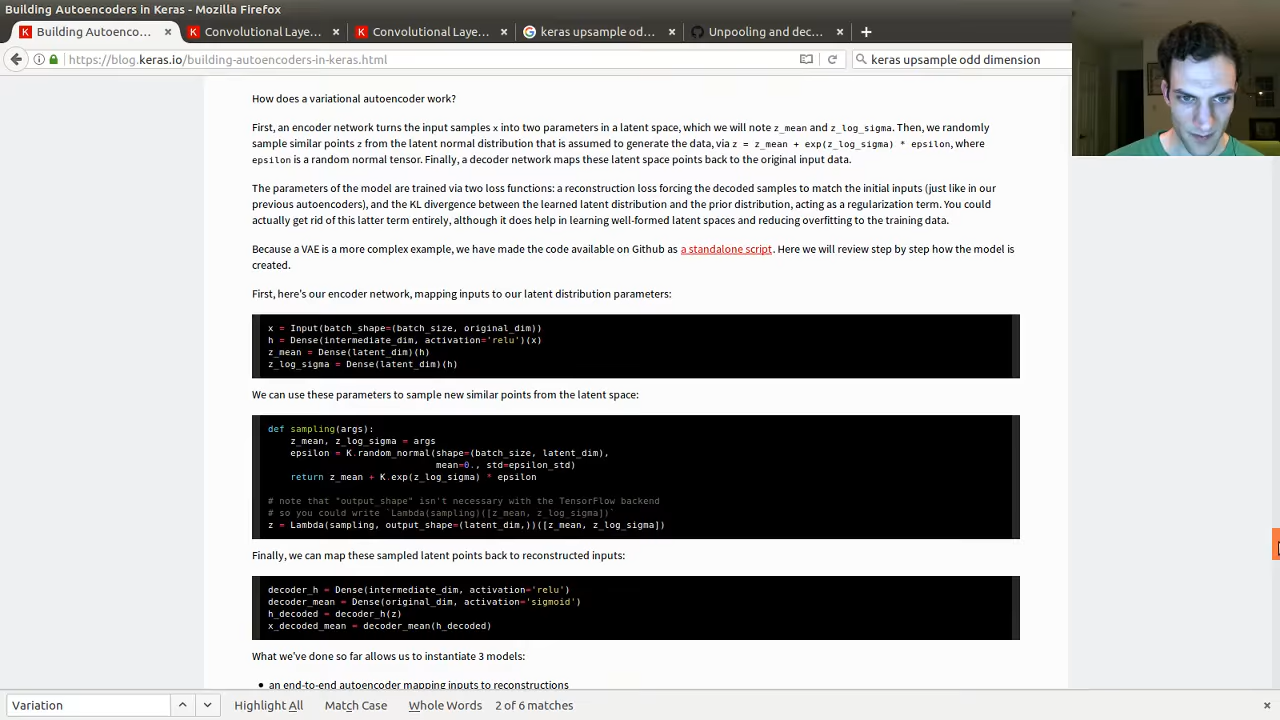 Building Autoencoders in Keras - Mozilla Firefox
Building Autoenco... × Convolutional Laye... × Convolutional Laye... × keras upsample od... × Unpooling and dec... × +
https://blog.keras.io/building-autoencoders-in-keras.html keras upsample odd dimension
How does a variational autoencoder work?
First, an encoder network turns the input samples x into two parameters in a latent space, which we will note z_mean and z_log_sigma. Then, we randomly
sample similar points z from the latent normal distribution that is assumed to generate the data, via z = z_mean + exp(z_log_sigma) * epsilon, where
epsilon is a random normal tensor. Finally, a decoder network maps these latent space points back to the original input data.
The parameters of the model are trained via two loss functions: a reconstruction loss forcing the decoded samples to match the initial inputs (just like in our
previous autoencoders), and the KL divergence between the learned latent distribution and the prior distribution, acting as a regularization term. You could
actually get rid of this latter term entirely, although it does help in learning well-formed latent spaces and reducing overfitting to the training data.
Because a VAE is a more complex example, we have made the code available on Github as a standalone script. Here we will review step by step how the model is
created.
First, here's our encoder network, mapping inputs to our latent distribution parameters:
x = Input(batch_shape=(batch_size, original_dim))
h = Dense(intermediate_dim, activation='relu')(x)
z_mean = Dense(latent_dim)(h)
z_log_sigma = Dense(latent_dim)(h)
We can use these parameters to sample new similar points from the latent space:
def sampling(args):
z_mean, z_log_sigma = args
epsilon = K.random_normal(shape=(batch_size, latent_dim),
mean=0., std=epsilon_std)
return z_mean + K.exp(z_log_sigma) * epsilon
# note that "output_shape" isn't necessary with the TensorFlow backend
# so you could write `Lambda(sampling)([z_mean, z_log_sigma])`
z = Lambda(sampling, output_shape=(latent_dim,))([z_mean, z_log_sigma])
Finally, we can map these sampled latent points back to reconstructed inputs:
decoder_h = Dense(intermediate_dim, activation='relu')
decoder_mean = Dense(original_dim, activation='sigmoid')
h_decoded = decoder_h(z)
x_decoded_mean = decoder_mean(h_decoded)
What we've done so far allows us to instantiate 3 models:
• an end-to-end autoencoder mapping inputs to reconstructions
Variation Highlight All Match Case Whole Words 2 of 6 matches ×